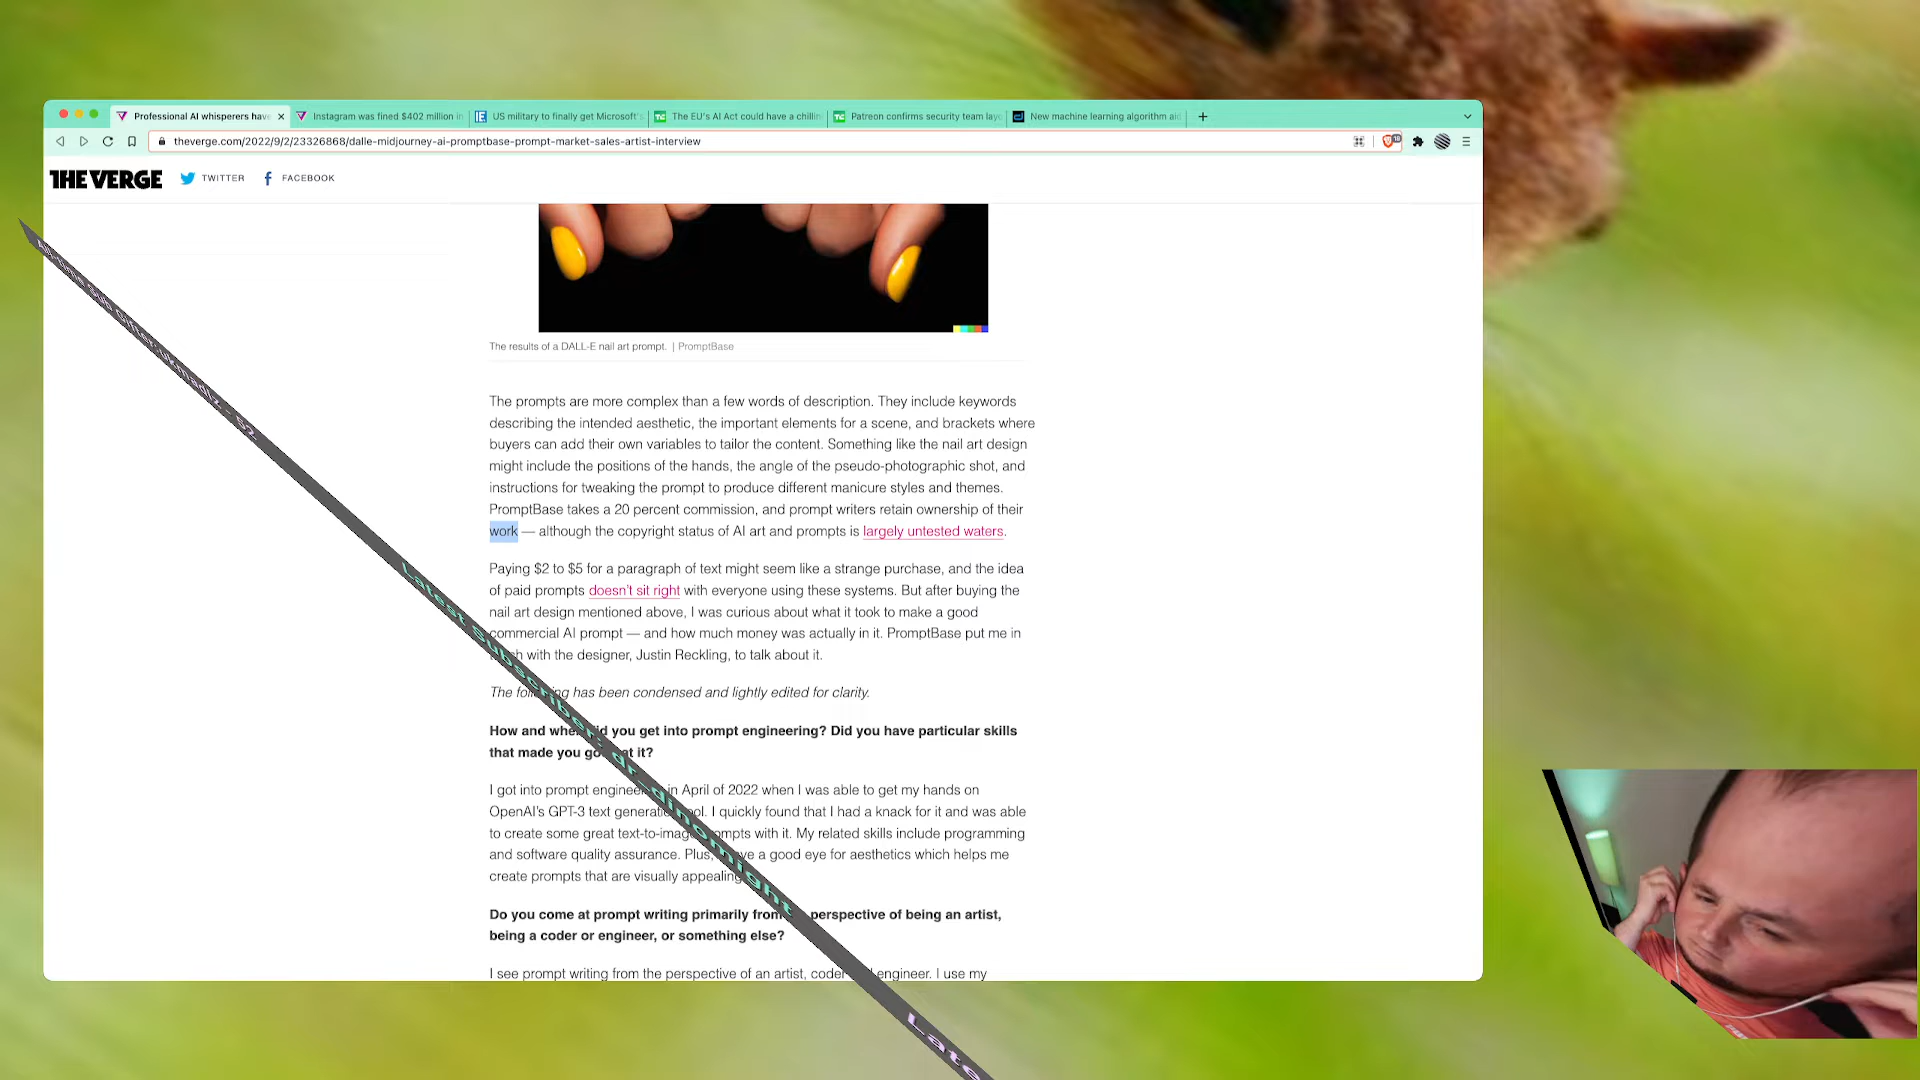 Professional AI whisperers have
Instagram was fined $402 million in
US military to finally get Microsoft's
The EU's AI Act could have a chillin
Patreon confirms security team laye
New machine learning algorithm aid
theverge.com/2022/9/2/23326868/dalle-midjourney-ai-promptbase-prompt-market-sales-artist-interview
THE VERGE
TWITTER
FACEBOOK
The results of a DALL-E nail art prompt. | PromptBase
The prompts are more complex than a few words of description. They include keywords
describing the intended aesthetic, the important elements for a scene, and brackets where
buyers can add their own variables to tailor the content. Something like the nail art design
might include the positions of the hands, the angle of the pseudo-photographic shot, and
instructions for tweaking the prompt to produce different manicure styles and themes.
PromptBase takes a 20 percent commission, and prompt writers retain ownership of their
work — although the copyright status of AI art and prompts is largely untested waters.
Paying $2 to $5 for a paragraph of text might seem like a strange purchase, and the idea
of paid prompts doesn't sit right with everyone using these systems. But after buying the
nail art design mentioned above, I was curious about what it took to make a good
commercial AI prompt — and how much money was actually in it. PromptBase put me in
with the designer, Justin Reckling, to talk about it.
The following has been condensed and lightly edited for clarity.
How and when did you get into prompt engineering? Did you have particular skills
that made you good at it?
I got into prompt engineering in April of 2022 when I was able to get my hands on
OpenAI's GPT-3 text generation tool. I quickly found that I had a knack for it and was able
to create some great text-to-image prompts with it. My related skills include programming
and software quality assurance. Plus, I have a good eye for aesthetics which helps me
create prompts that are visually appealing
Do you come at prompt writing primarily from perspective of being an artist,
being a coder or engineer, or something else?
I see prompt writing from the perspective of an artist, coder engineer. I use my
All-time Sub Gifter:
Latest Subscriber: dr_dinomight
Late